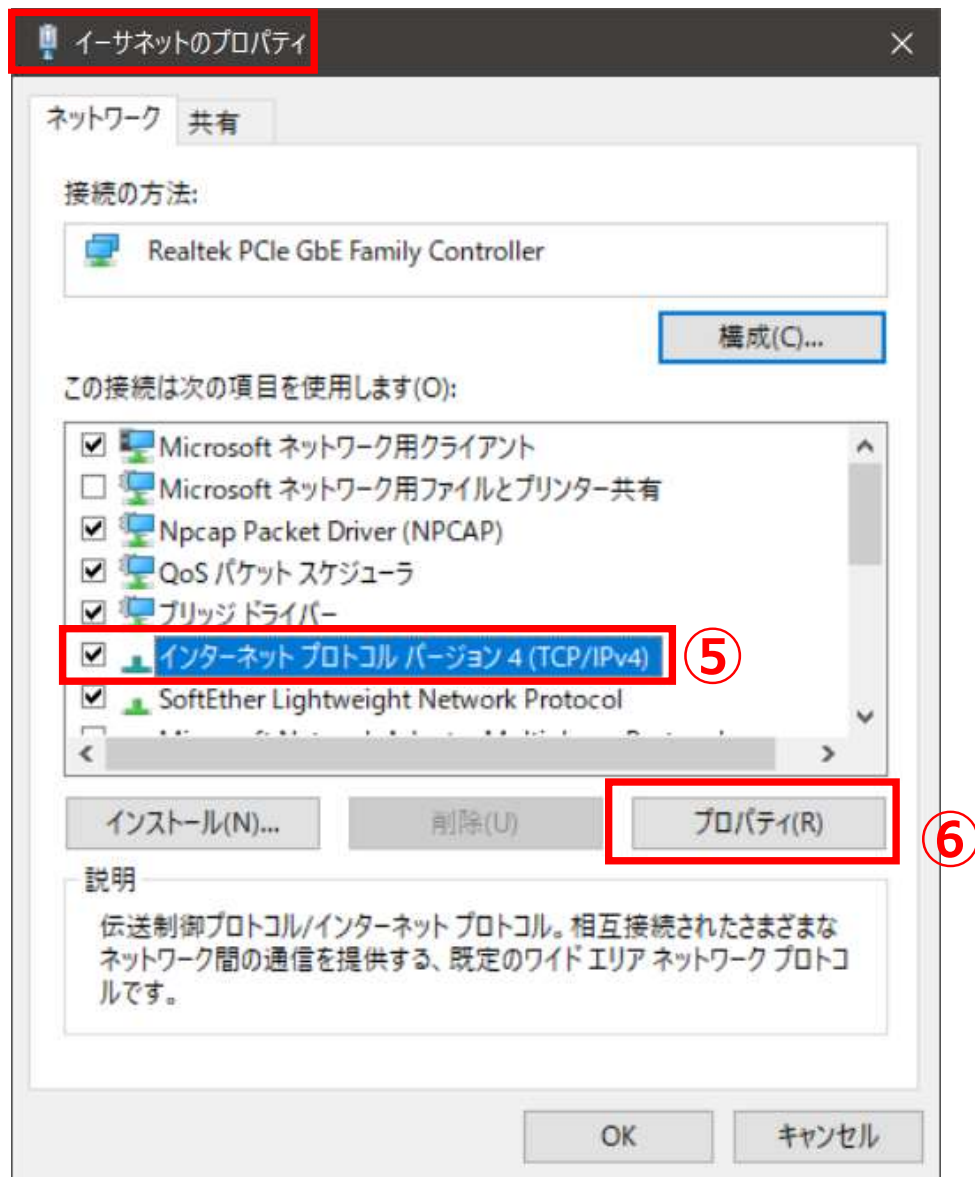 イーサネットのプロパティ
ネットワーク 共有
接続の方法:
Realtek PCIe GbE Family Controller
構成(C)...
この接続は次の項目を使用します(O):
Microsoft ネットワーク用クライアント
Microsoft ネットワーク用ファイルとプリンター共有
Npcap Packet Driver (NPCAP)
QoS パケット スケジューラ
ブリッジ ドライバー
インターネット プロトコル バージョン 4 (TCP/IPv4) ⑤
SoftEther Lightweight Network Protocol
インストール(N)... 削除(U) プロパティ(R) ⑥
説明
伝送制御プロトコル/インターネット プロトコル。相互接続されたさまざまな
ネットワーク間の通信を提供する、既定のワイド エリア ネットワーク プロトコ
ルです。
OK キャンセル